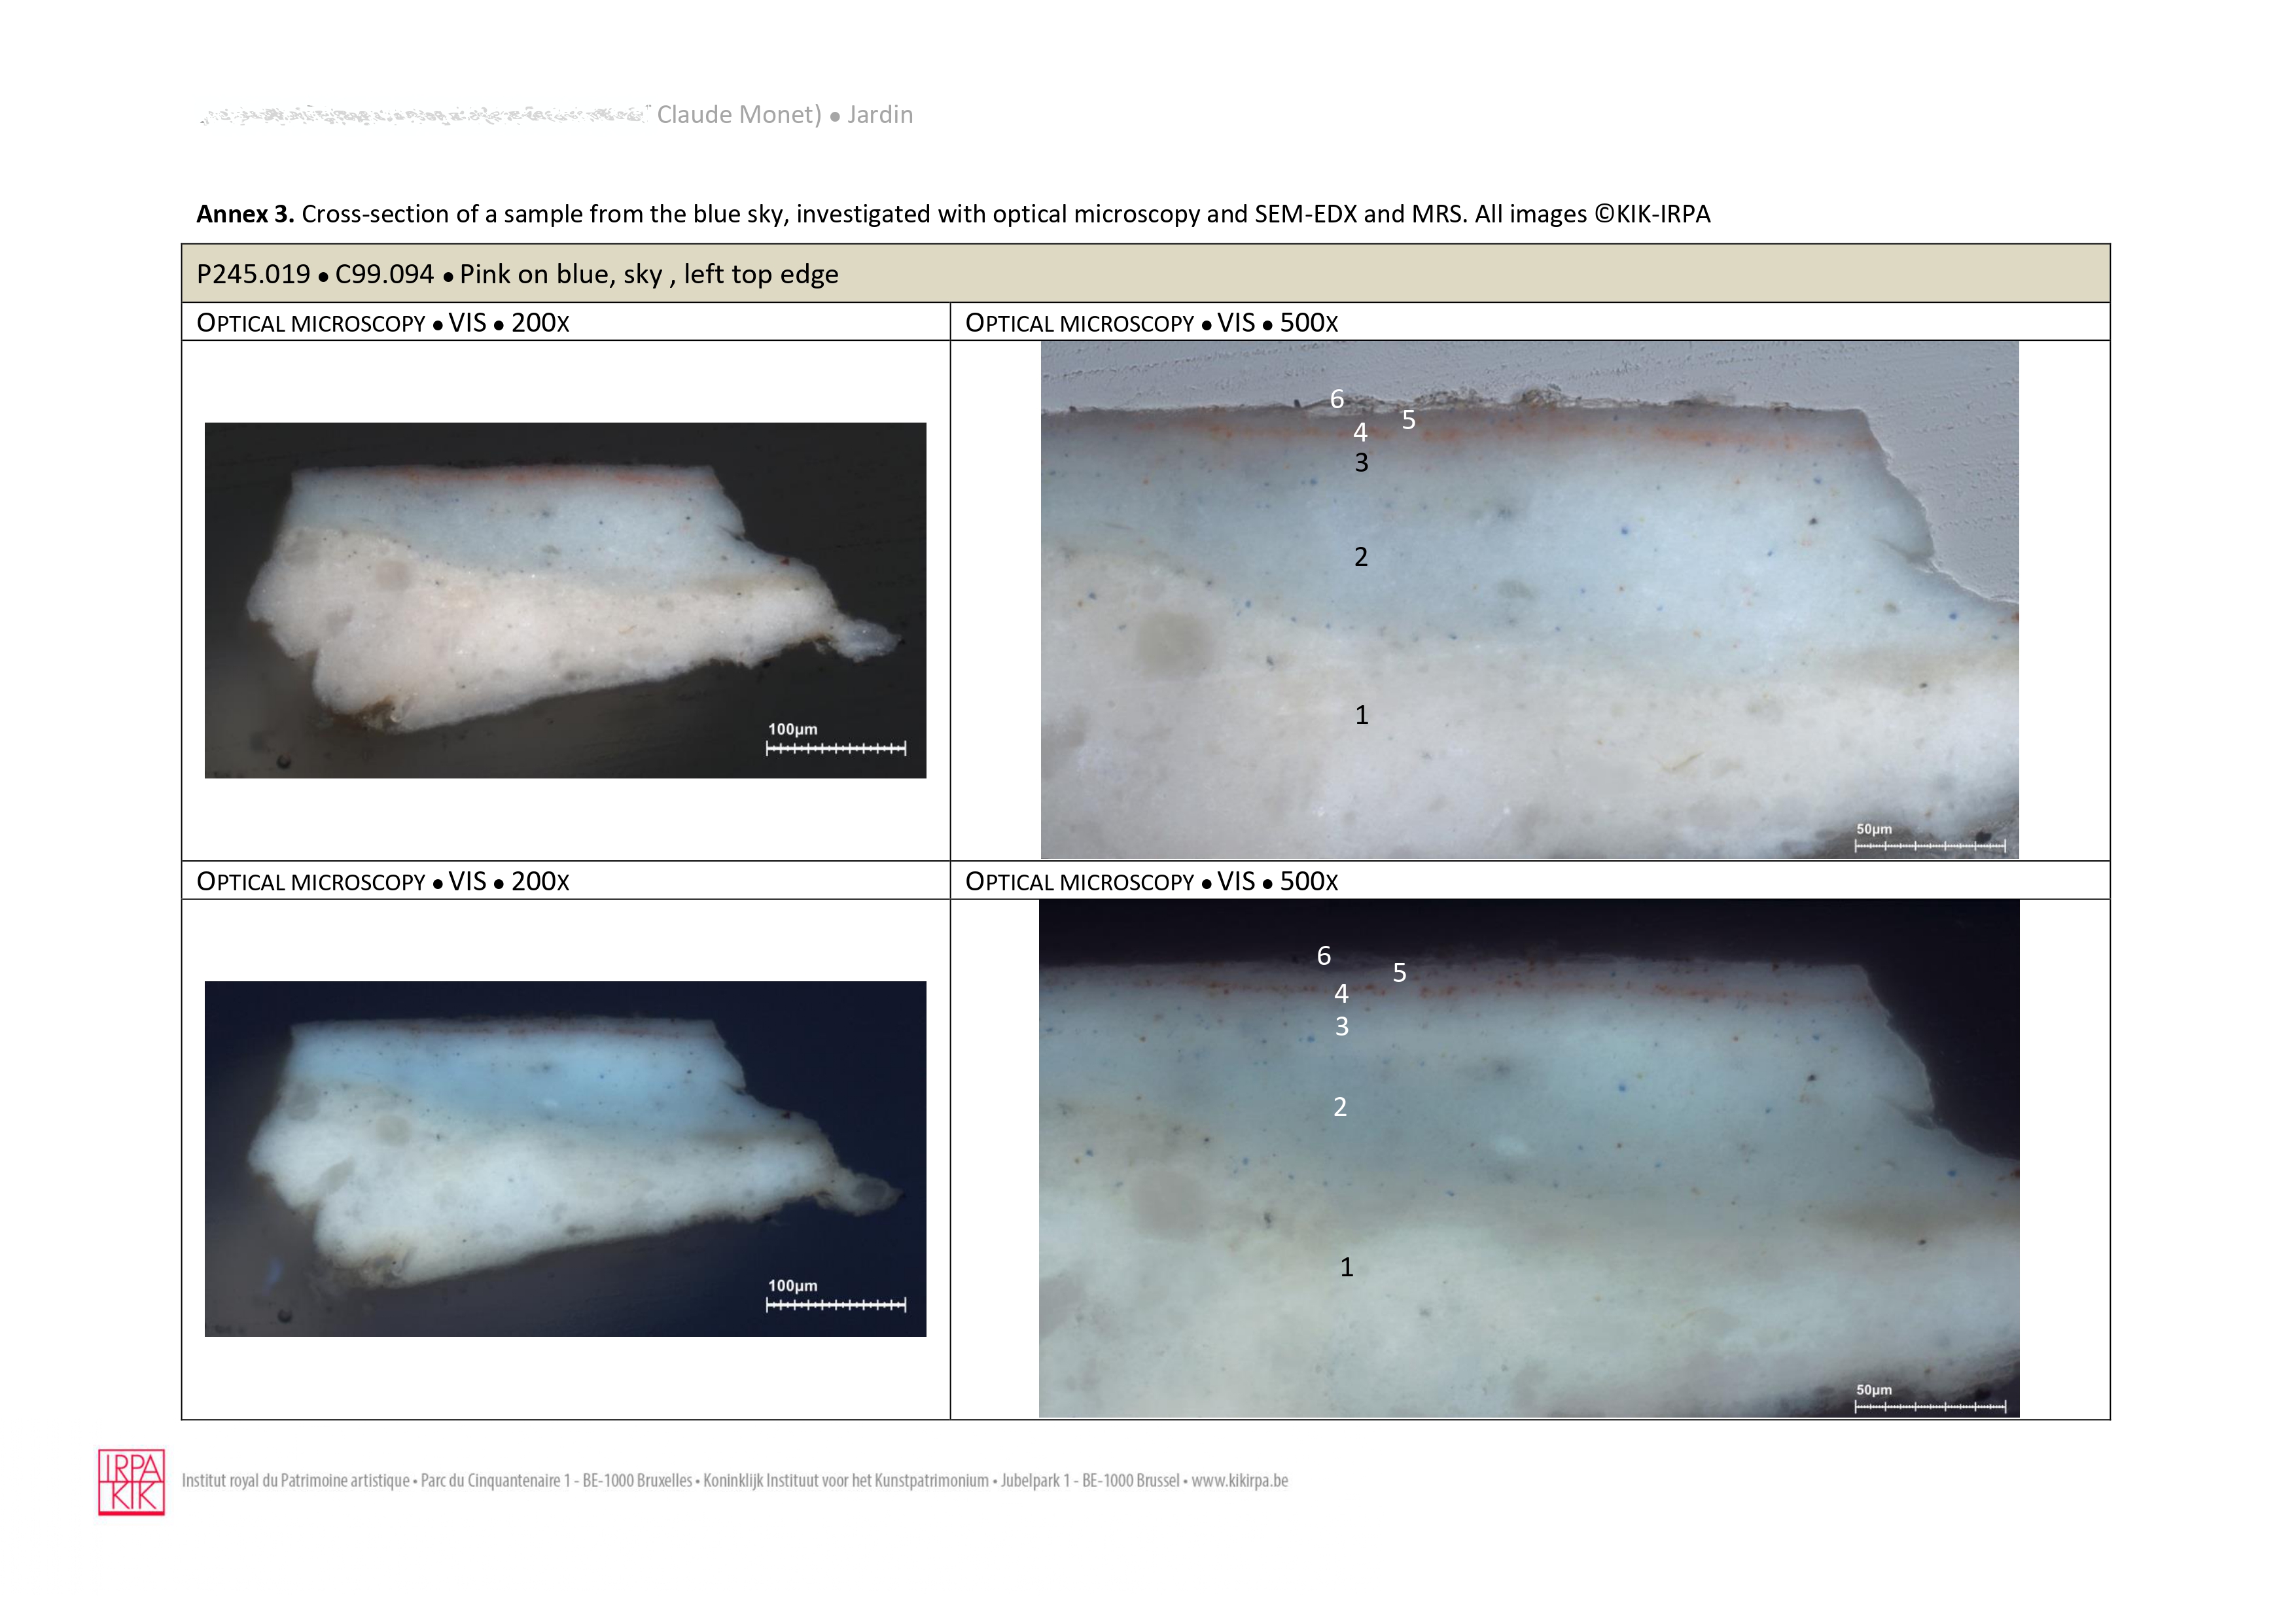 Claude Monet) • Jardin
Annex 3. Cross-section of a sample from the blue sky, investigated with optical microscopy and SEM-EDX and MRS. All images ©KIK-IRPA
P245.019 • C99.094 • Pink on blue, sky , left top edge
OPTICAL MICROSCOPY • VIS • 200X
OPTICAL MICROSCOPY • VIS • 500X
6
5
4
3
2
1
100µm
50µm
OPTICAL MICROSCOPY • VIS • 200X
OPTICAL MICROSCOPY • VIS • 500X
6
5
4
3
2
1
100µm
50µm
IRPA
KIK
Institut royal du Patrimoine artistique • Parc du Cinquantenaire 1 - BE-1000 Bruxelles • Koninklijk Instituut voor het Kunstpatrimonium • Jubelpark 1 - BE-1000 Brussel • www.kikirpa.be